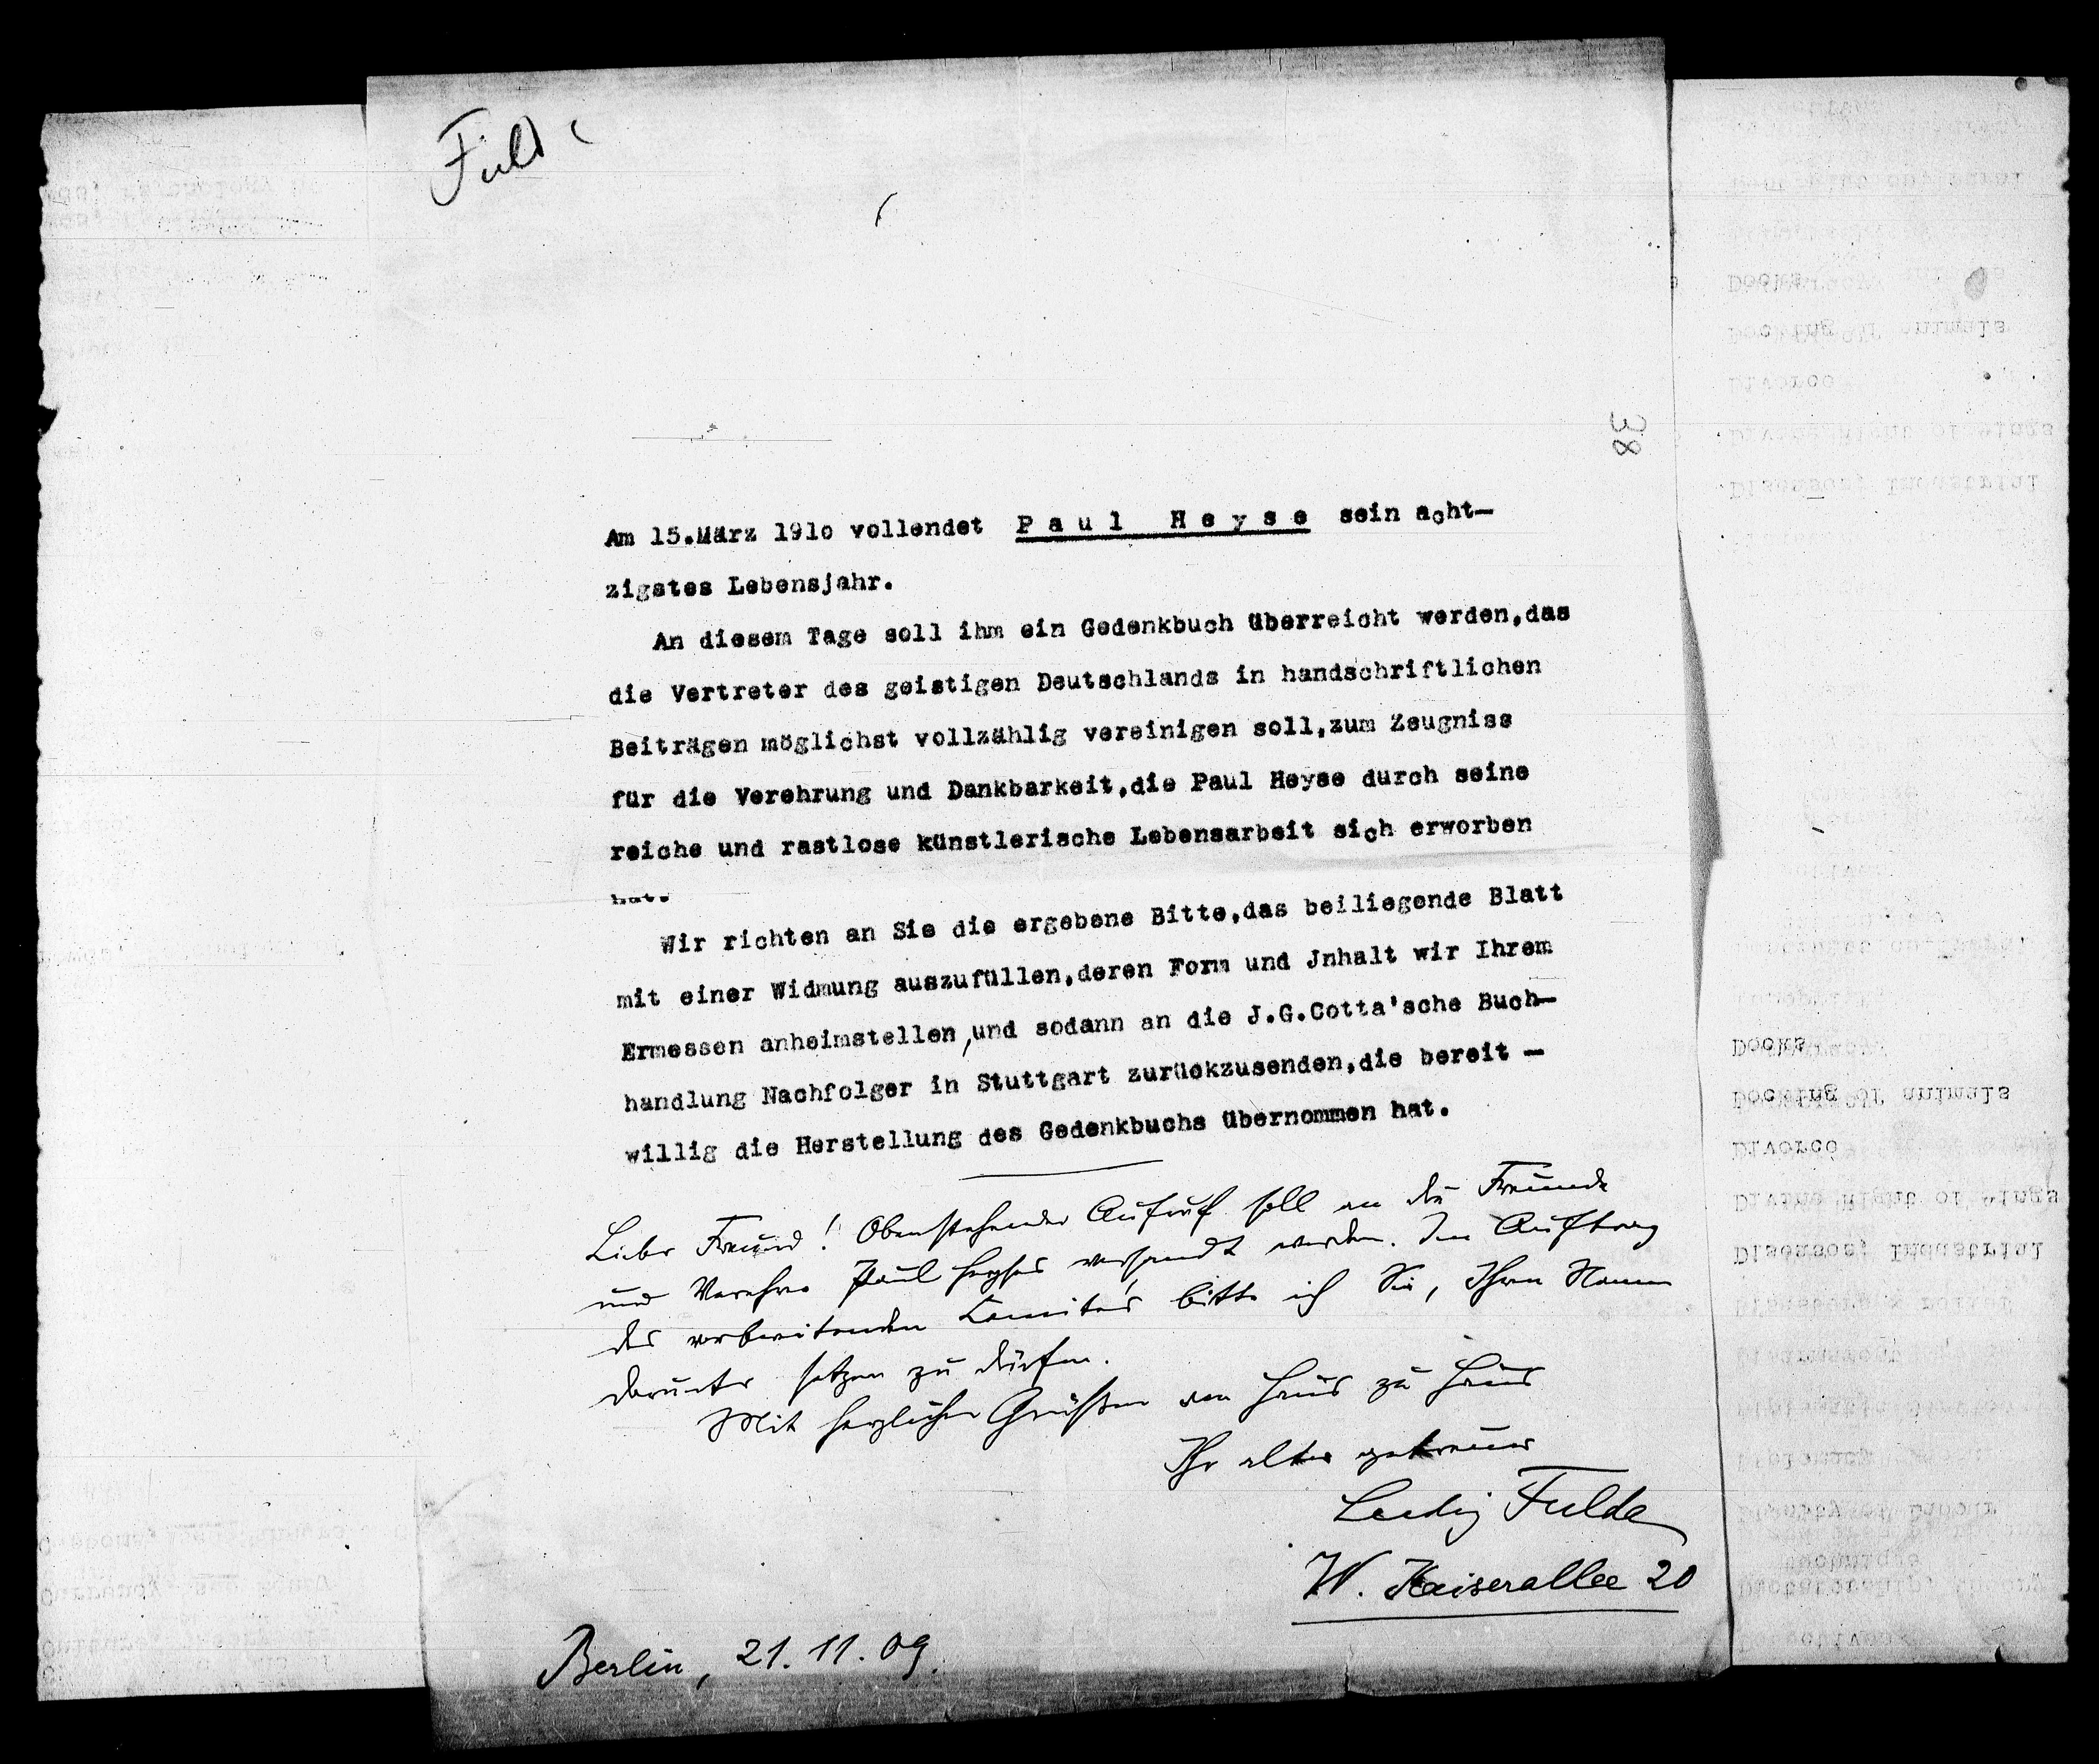 Fulda
38
Am 15.März 191o vollendet Paul Heyse sein acht-
zigstes Lebensjahr.
An diesem Tage soll ihm ein Gedenkbuch überreicht werden,das
die Vertreter des geistigen Deutschlands in handschriftlichen
Beiträgen möglichst vollzählig vereinigen soll,zum Zeugniss
für die Verehrung und Dankbarkeit,die Paul Heyse durch seine
reiche und rastlose künstlerische Lebensarbeit sich erworben
hat.
Wir richten an Sie die ergebene Bitte,das beiliegende Blatt
mit einer Widmung auszufüllen,deren Form und Jnhalt wir Ihrem
Ermessen anheimstellen,und sodann an die J.G.Cotta'sche Buch-
handlung Nachfolger in Stuttgart zurückzusenden,die bereit -
willig die Herstellung des Gedenkbuchs übernommen hat.
Lieber Freund! Obenstehender Aufruf soll an die Freunde
und Verehrer Paul Heyses versandt werden. Im Auftrag
des vorbereitenden Comités bitte ich Sie, Ihren Namen
darunter setzen zu dürfen.
Mit herzlichen Grüßen von Haus zu Haus
Ihr alter getreuer
Ludwig Fulda
W. Kaiserallee 20
Berlin, 21.11.09.